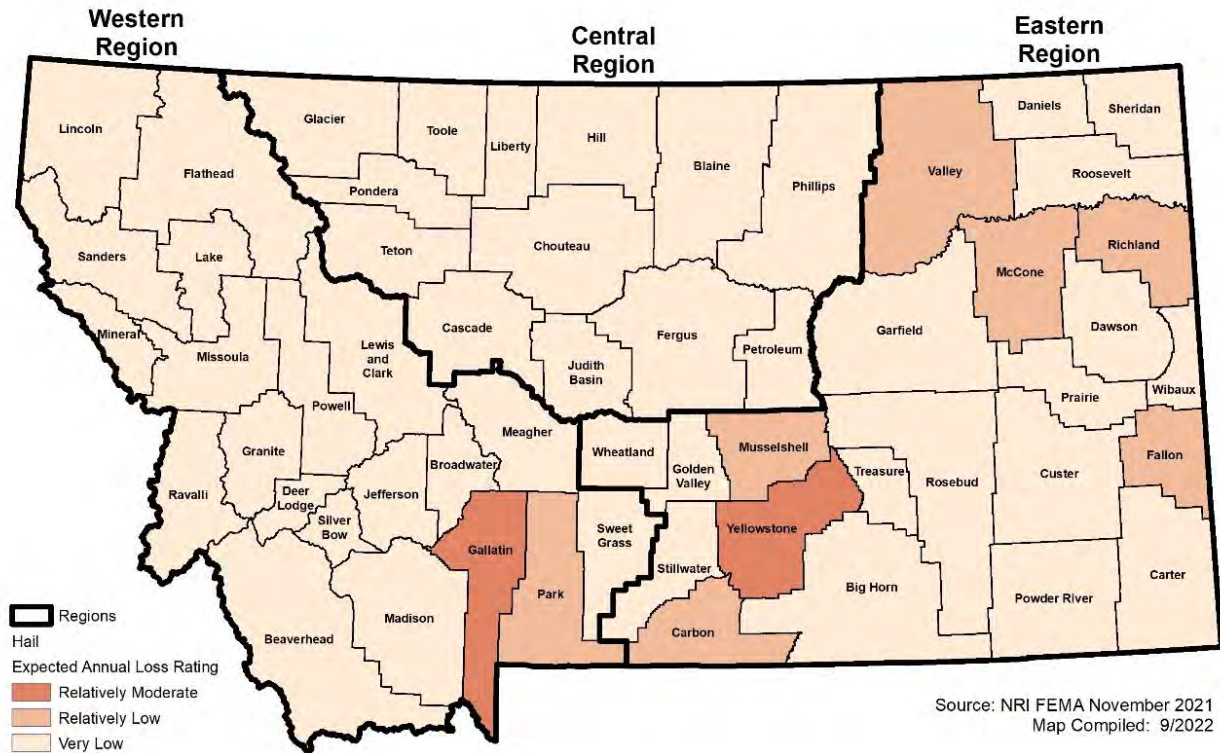 Western
Region
Central
Region
Eastern
Region
Lincoln
Flathead
Glacier
Toole
Liberty
Hill
Blaine
Phillips
Valley
Daniels
Sheridan
Roosevelt
Pondera
Teton
Chouteau
Sanders
Lake
McCone
Richland
Mineral
Missoula
Lewis
and
Clark
Cascade
Judith
Basin
Fergus
Petroleum
Garfield
Dawson
Powell
Prairie
Wibaux
Granite
Ravalli
Deer
Lodge
Silver
Bow
Jefferson
Broadwater
Meagher
Wheatland
Golden
Valley
Musselshell
Treasure
Rosebud
Custer
Fallon
Gallatin
Park
Sweet
Grass
Stillwater
Yellowstone
Big Horn
Powder River
Carter
Beaverhead
Madison
Carbon
Regions
Hail
Expected Annual Loss Rating
Relatively Moderate
Relatively Low
Very Low
Source: NRI FEMA November 2021
Map Compiled: 9/2022